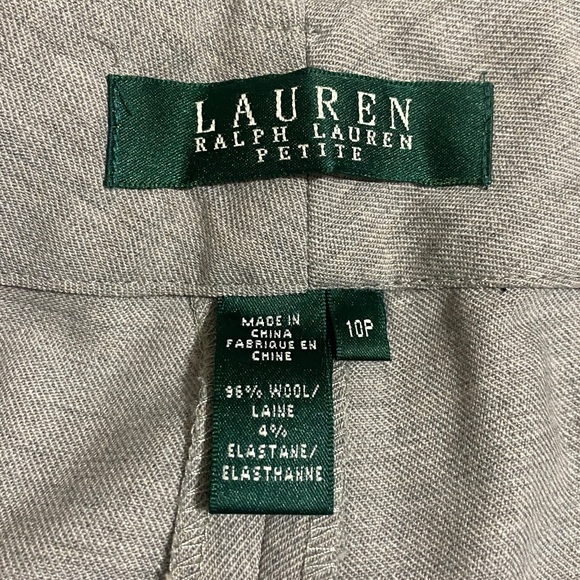 LAUREN
RALPH LAUREN
PETITE
MADE IN
CHINA
FABRIQUE EN
CHINE
96% WOOL/
LAINE
4%
ELASTANE/
ELASTHANNE
10P